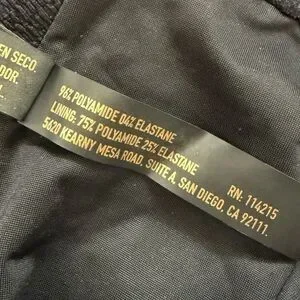 EN SECO.
DOR.
96% POLYAMIDE 04% ELASTANE
LINING: 75% POLYAMIDE 25% ELASTANE
5620 KEARNY MESA ROAD, SUITE A, SAN DIEGO, CA 92111.
RN: 114215